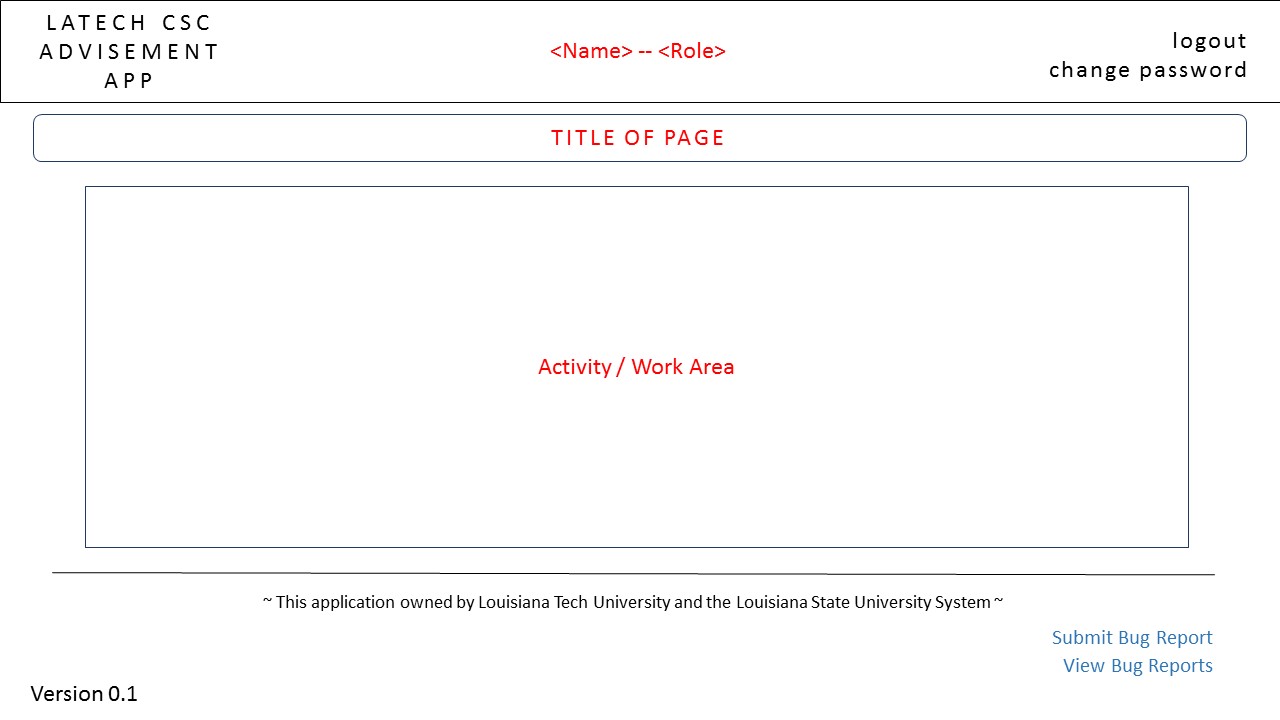 LATECH CSC
ADVISEMENT
APP
<Name> -- <Role>
logout
change password
TITLE OF PAGE
Activity / Work Area
~ This application owned by Louisiana Tech University and the Louisiana State University System ~
Submit Bug Report
View Bug Reports
Version 0.1